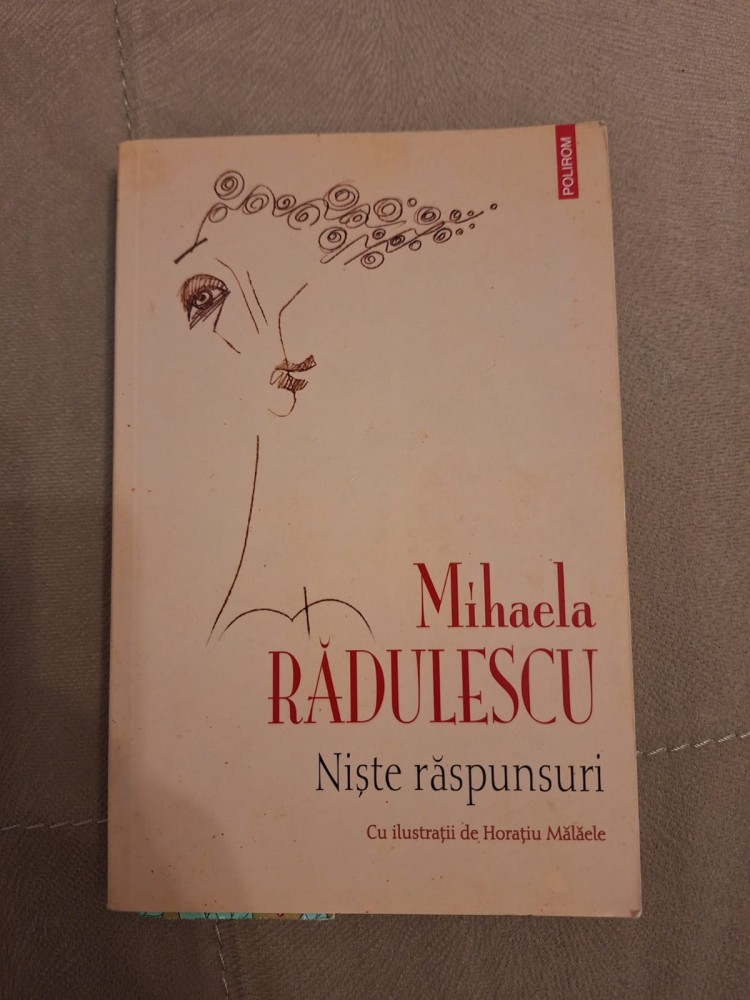 POLIROM
Mihaela
RĂDULESCU
Niște răspunsuri
Cu ilustrații de Horațiu Mălăele